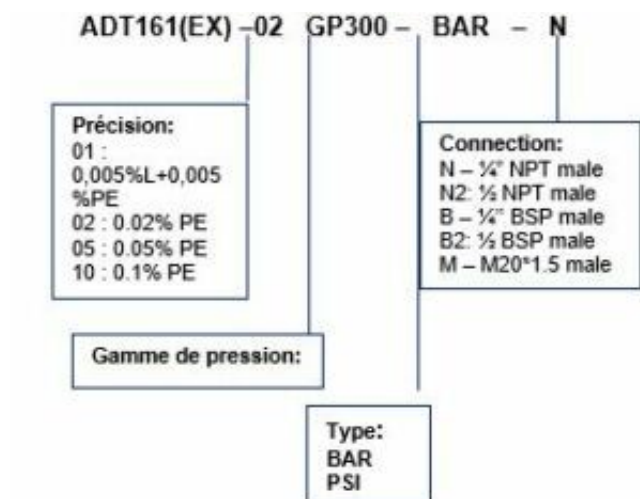 ADT161(EX) –02 GP300 – BAR – N
Précision:
01 :
0,005%L+0,005
%PE
02 : 0.02% PE
05 : 0.05% PE
10 : 0.1% PE
Connection:
N – ¼" NPT male
N2: ½ NPT male
B – ¼" BSP male
B2: ½ BSP male
M – M20*1.5 male
Gamme de pression:
Type:
BAR
PSI